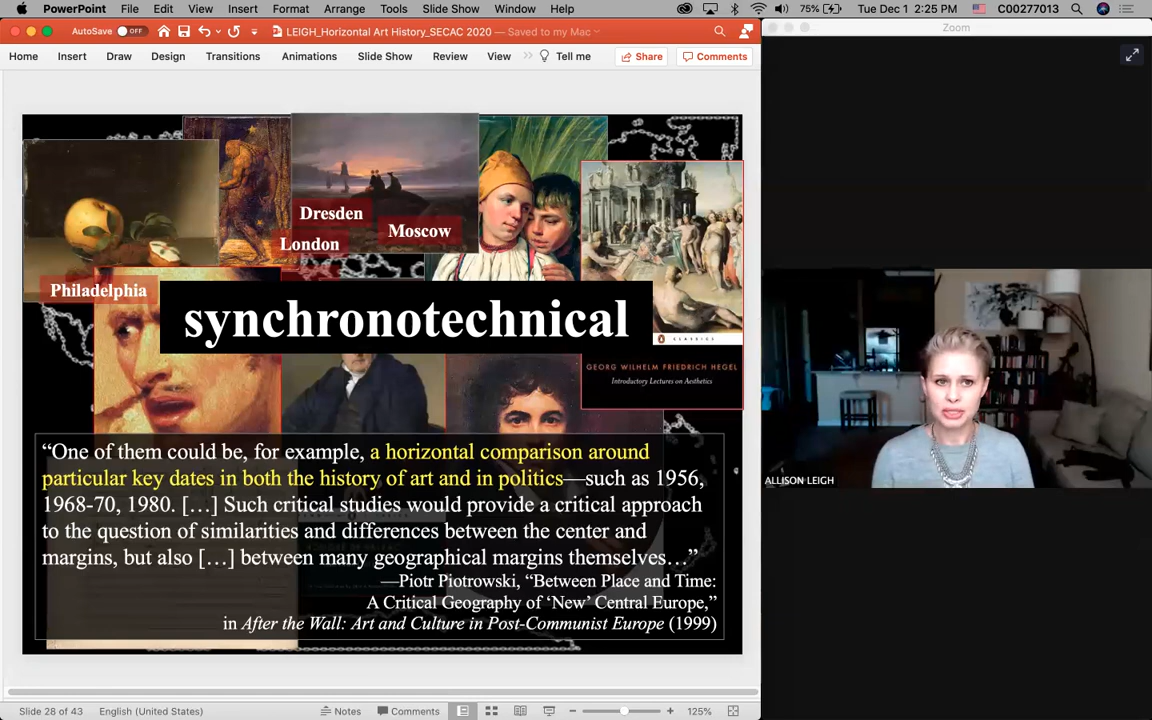 PowerPoint File Edit View Insert Format Arrange Tools Slide Show Window Help 75% Tue Dec 1 2:25 PM C00277013
AutoSave OFF LEIGH_Horizontal Art History_SECAC 2020 — Saved to my Mac
Zoom
Home Insert Draw Design Transitions Animations Slide Show Review View Tell me Share Comments
Dresden
Moscow
London
Philadelphia
synchronotechnical
CLASSICS
GEORG WILHELM FRIEDRICH HEGEL
Introductory Lectures on Aesthetics
“One of them could be, for example, a horizontal comparison around
particular key dates in both the history of art and in politics—such as 1956,
1968-70, 1980. […] Such critical studies would provide a critical approach
to the question of similarities and differences between the center and
margins, but also […] between many geographical margins themselves…”
—Piotr Piotrowski, “Between Place and Time:
A Critical Geography of ‘New’ Central Europe,”
in After the Wall: Art and Culture in Post-Communist Europe (1999)
ALLISON LEIGH
Slide 28 of 43 English (United States) Notes Comments 125%